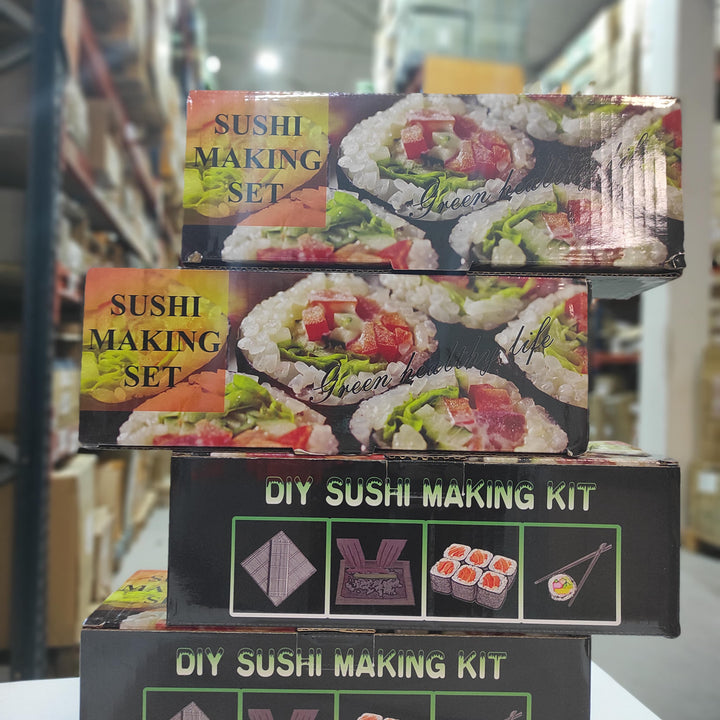 SUSHI
MAKING
SET
Green healthy life
SUSHI
MAKING
SET
Green healthy life
DIY SUSHI MAKING KIT
DIY SUSHI MAKING KIT